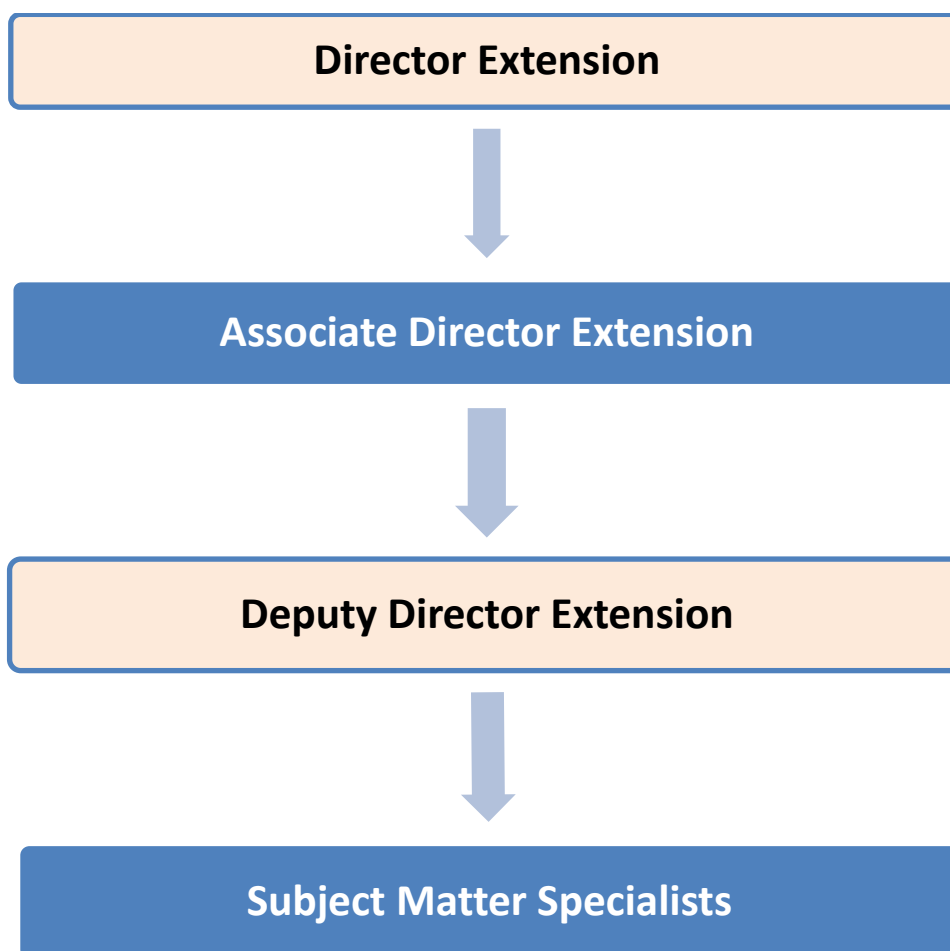 Director Extension
Associate Director Extension
Deputy Director Extension
Subject Matter Specialists